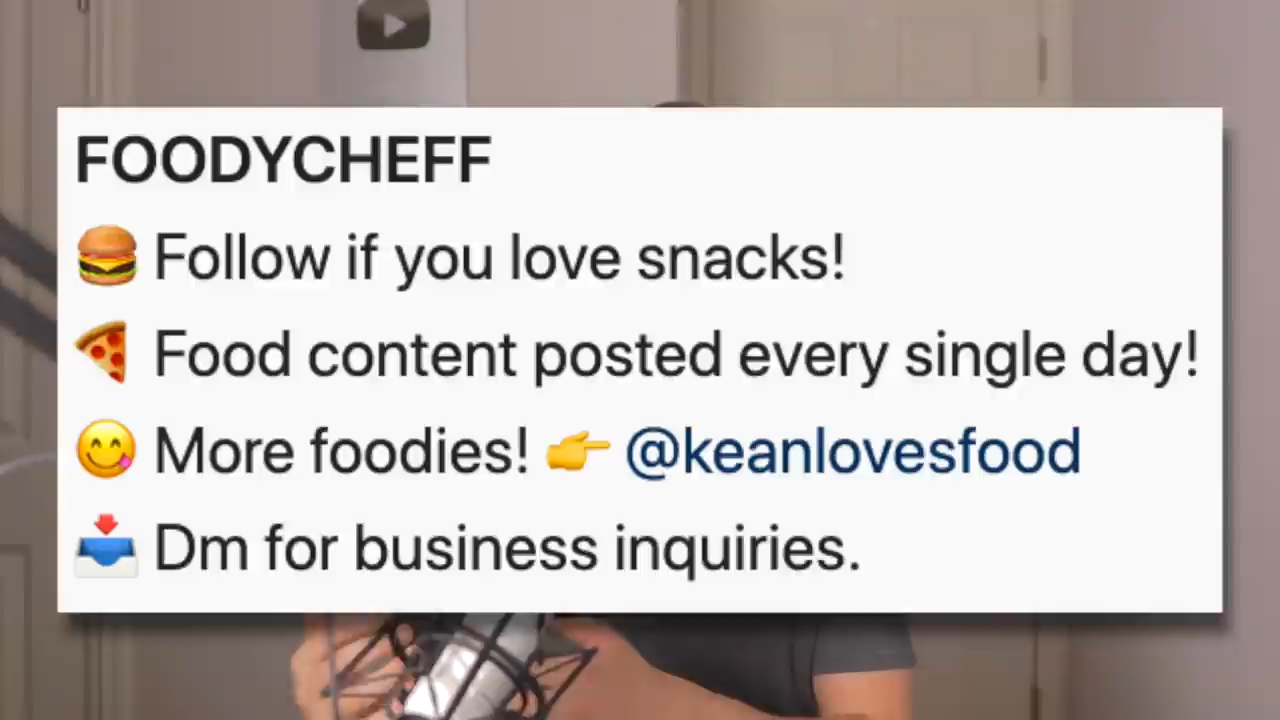 FOODYCHEFF
🍔 Follow if you love snacks!
🍕 Food content posted every single day!
😋 More foodies! 👉 @keanlovesfood
📥 Dm for business inquiries.